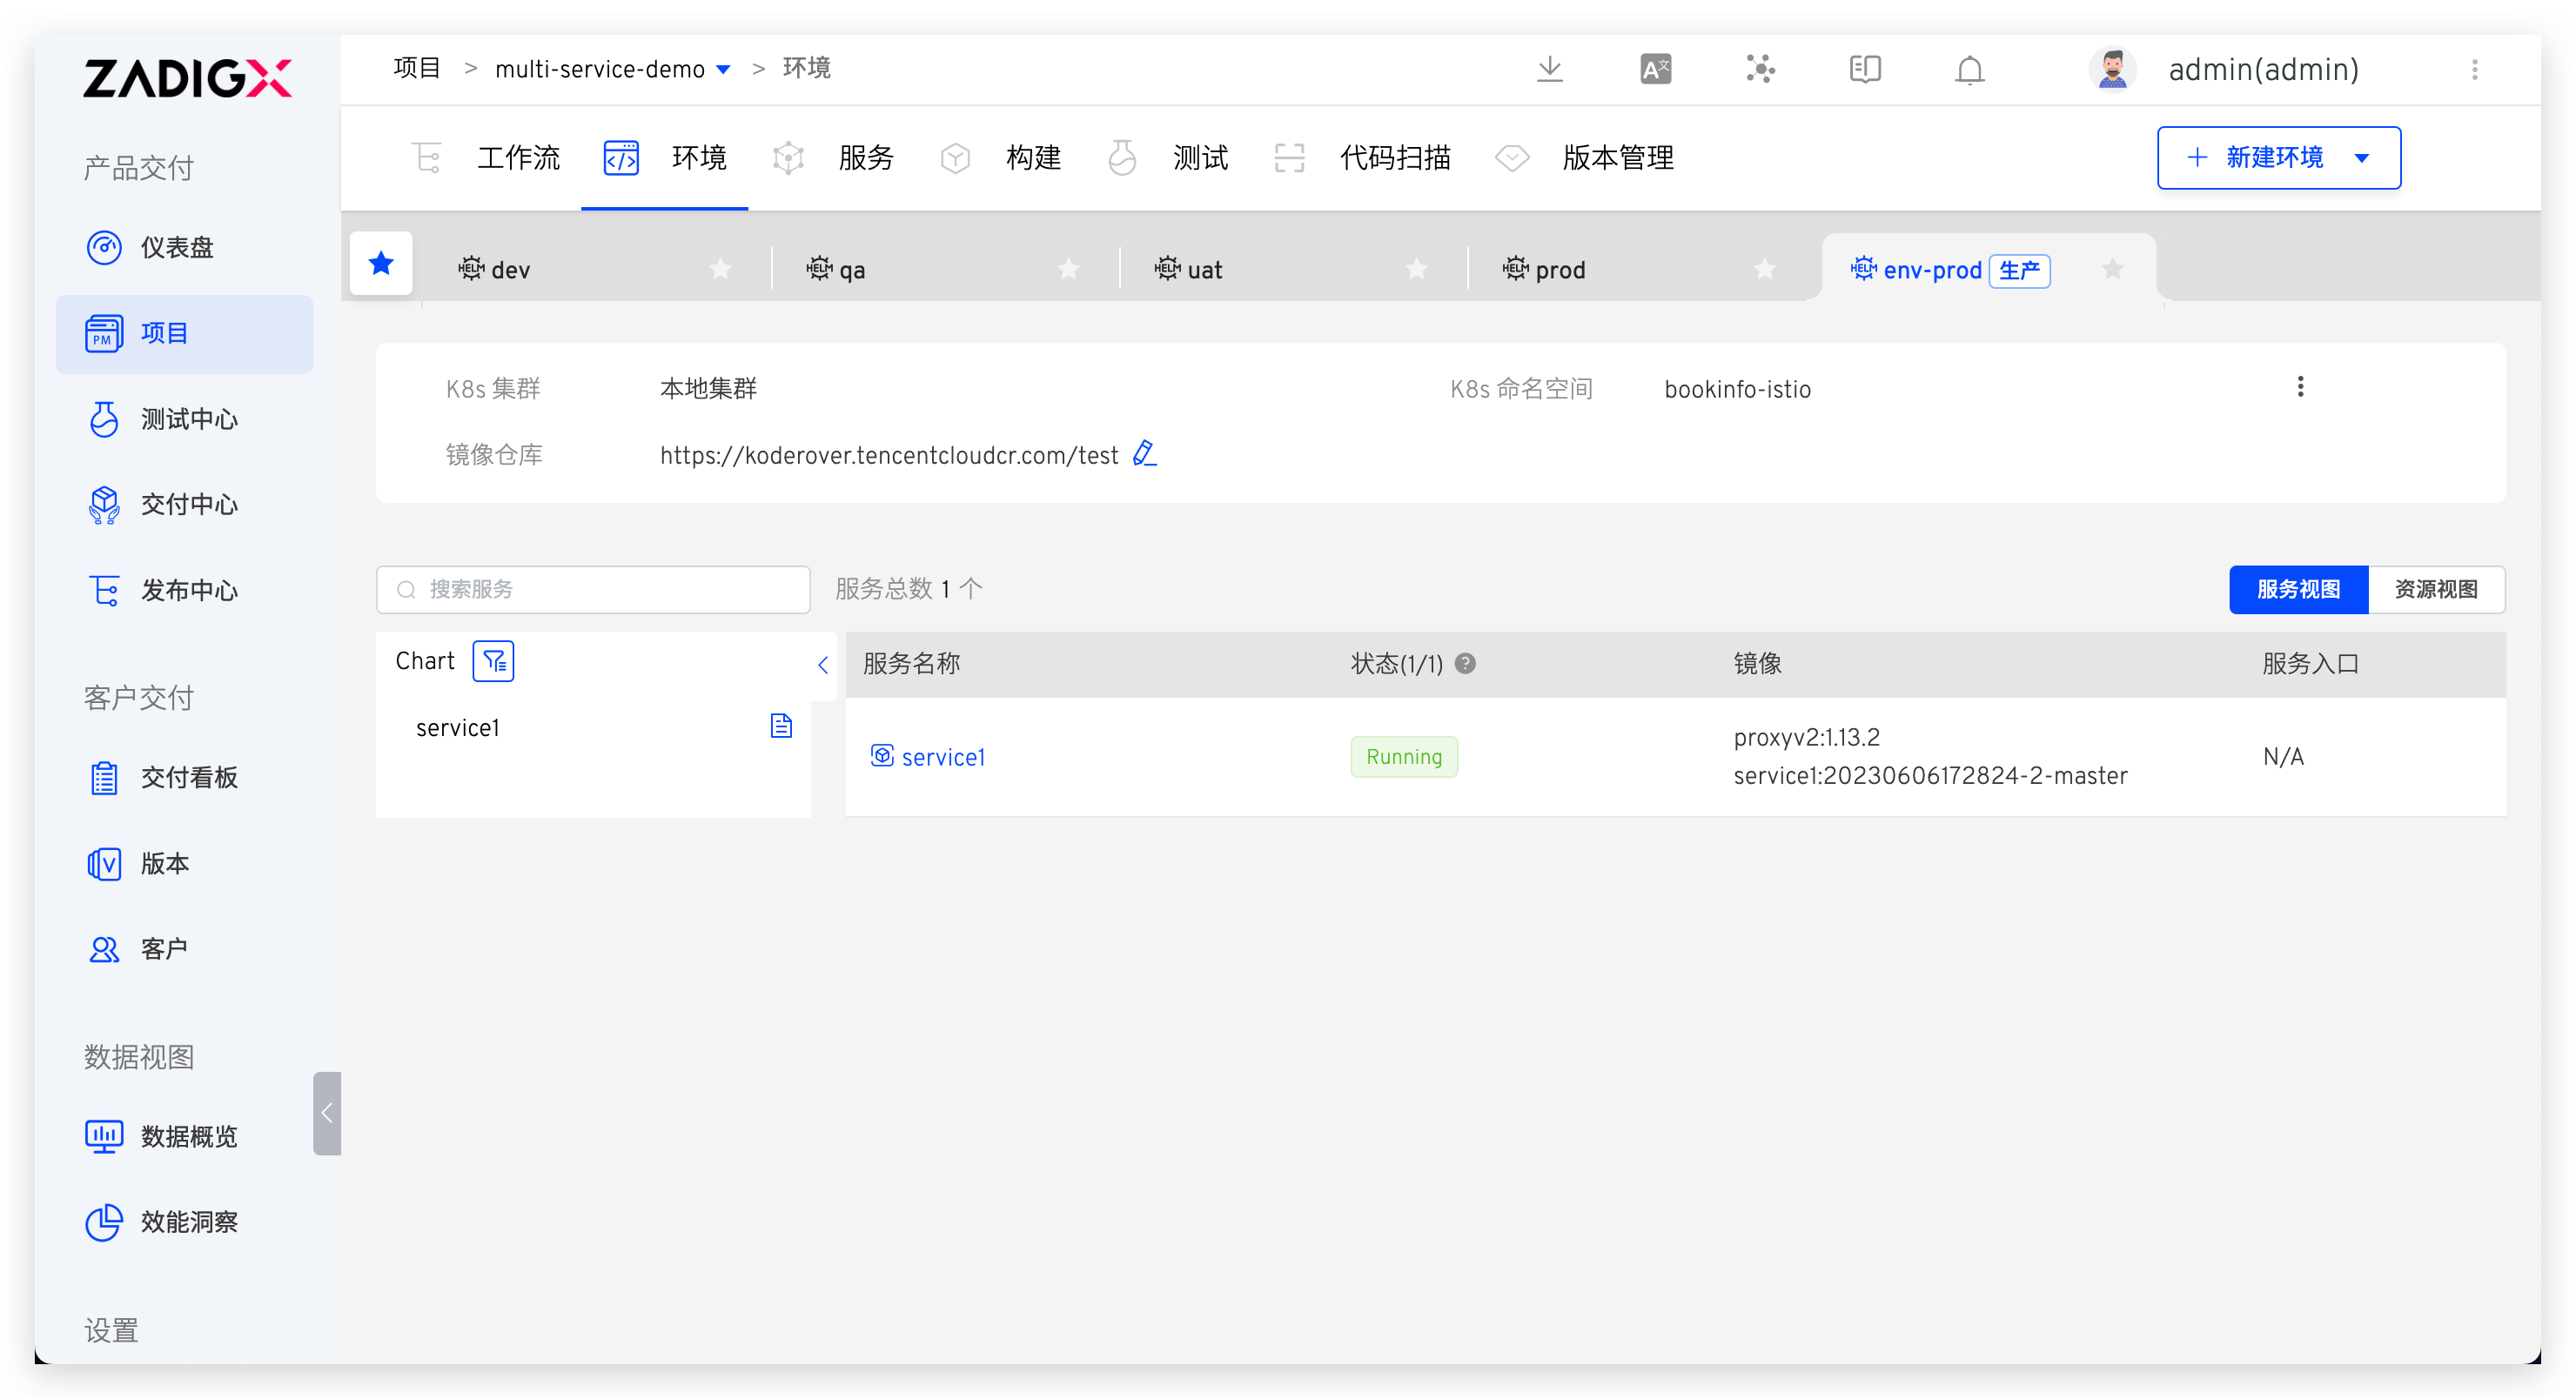 ZADIGX
项目 > multi-service-demo > 环境
admin(admin)
产品交付
仪表盘
项目
测试中心
交付中心
发布中心
客户交付
交付看板
版本
客户
数据视图
数据概览
效能洞察
设置
工作流 环境 服务 构建 测试 代码扫描 版本管理
+ 新建环境
HELM dev HELM qa HELM uat HELM prod HELM env-prod 生产
K8s 集群 本地集群 K8s 命名空间 bookinfo-istio
镜像仓库 https://koderover.tencentcloudcr.com/test
搜索服务 服务总数 1 个
服务视图 资源视图
Chart
service1
服务名称 状态(1/1) ? 镜像 服务入口
service1 Running proxyv2:1.13.2
service1:20230606172824-2-master
N/A
PM
A文
V